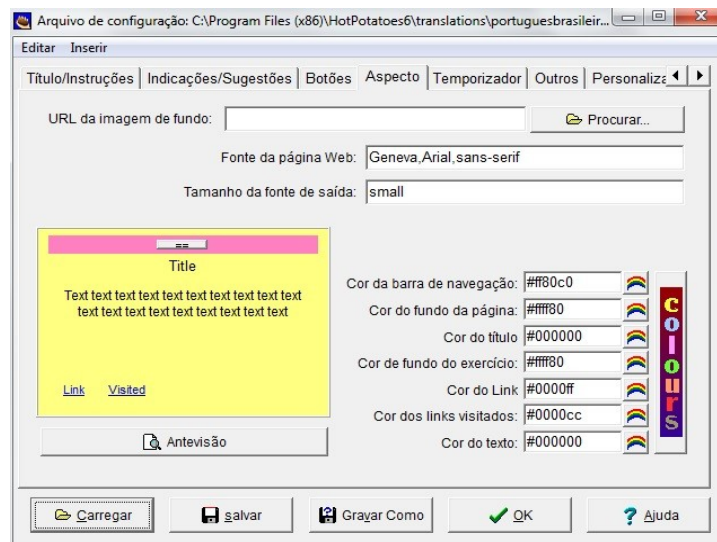 Arquivo de configuração: C:\Program Files (x86)\HotPotatoes6\translations\portuguesbrasileir...
Editar Inserir
Título/Instruções Indicações/Sugestões Botões Aspecto Temporizador Outros Personaliza
URL da imagem de fundo: Procurar...
Fonte da página Web: Geneva,Arial,sans-serif
Tamanho da fonte de saída: small
==
Title
Text text text text text text text text text text
text text text text text text text text text
Link Visited
Antevisão
Cor da barra de navegação: #ff80c0
Cor do fundo da página: #ffff80
Cor do título #000000
Cor de fundo do exercício: #ffff80
Cor do Link #0000ff
Cor dos links visitados: #0000cc
Cor do texto: #000000
colours
Carregar salvar Gravar Como OK Ajuda